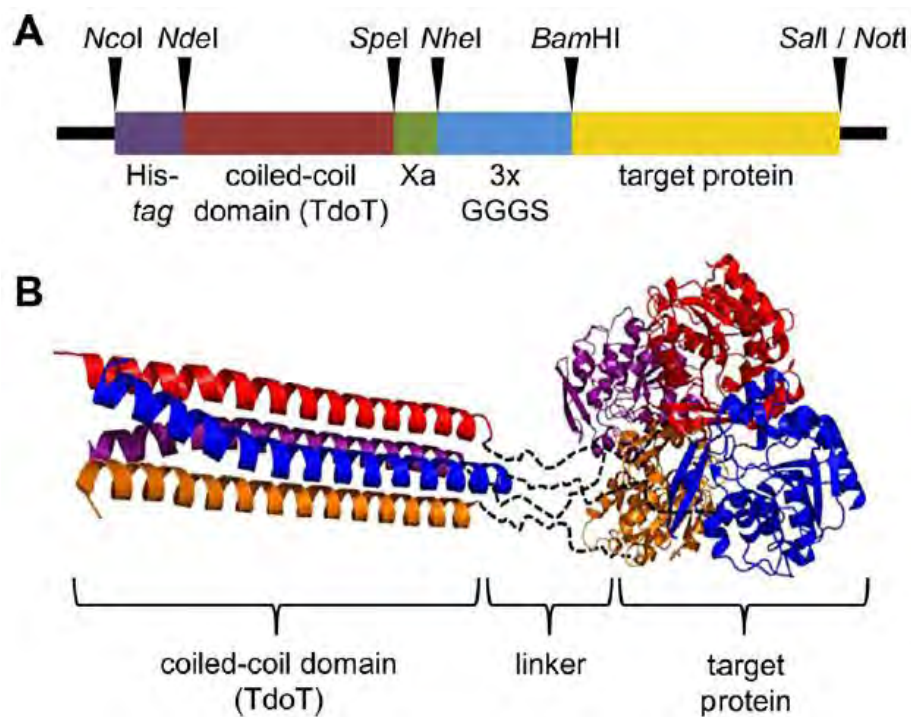 A
NcoI NdeI SpeI NheI BamHI SalI / NotI
His-
tag
coiled-coil
domain (TdoT)
Xa
3x
GGGS
target protein
B
coiled-coil domain
(TdoT)
linker
target
protein